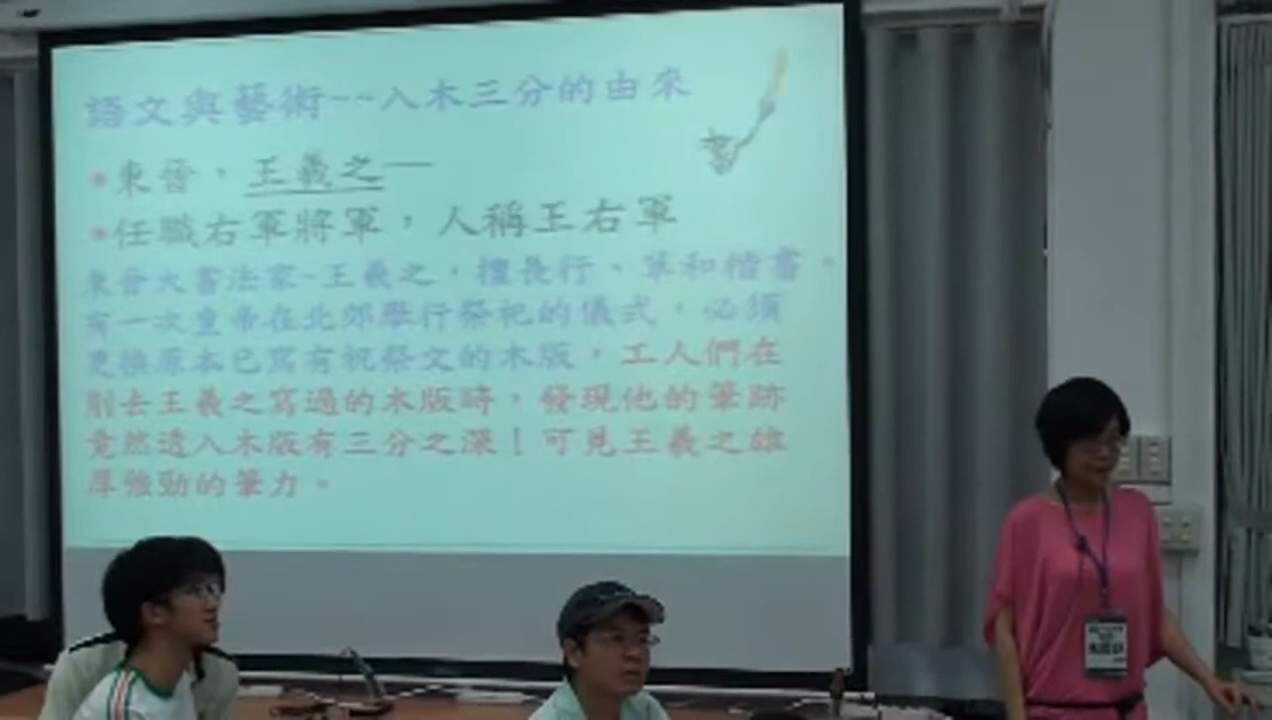 語文與藝術~~入木三分的由來
東晉，王羲之──
任職右軍將軍，人稱王右軍
東晉大書法家-王羲之，擅長行、草和楷書。
有一次皇帝在北郊舉行祭祀的儀式，必須
更換原本已寫有祝祭文的木版，工人們在
削去王羲之寫過的木版時，發現他的筆跡
竟然透入木版有三分之深！可見王羲之雄
厚強勁的筆力。